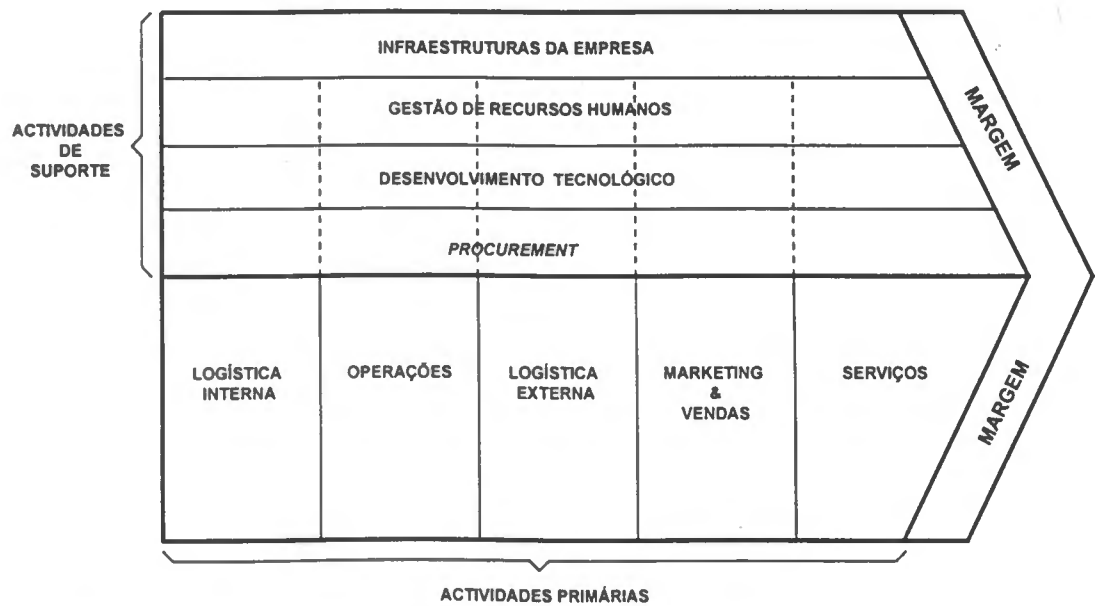 INFRAESTRUTURAS DA EMPRESA
GESTÃO DE RECURSOS HUMANOS
DESENVOLVIMENTO TECNOLÓGICO
PROCUREMENT
ACTIVIDADES
DE
SUPORTE
MARGEM
LOGÍSTICA
INTERNA
OPERAÇÕES
LOGÍSTICA
EXTERNA
MARKETING
&
VENDAS
SERVIÇOS
MARGEM
ACTIVIDADES PRIMÁRIAS